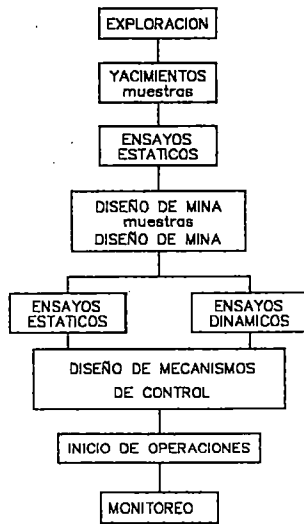 EXPLORACION
YACIMIENTOS
muestras
ENSAYOS
ESTATICOS
DISEÑO DE MINA
muestras
DISEÑO DE MINA
ENSAYOS
ESTATICOS
ENSAYOS
DINAMICOS
DISEÑO DE MECANISMOS
DE CONTROL
INICIO DE OPERACIONES
MONITOREO